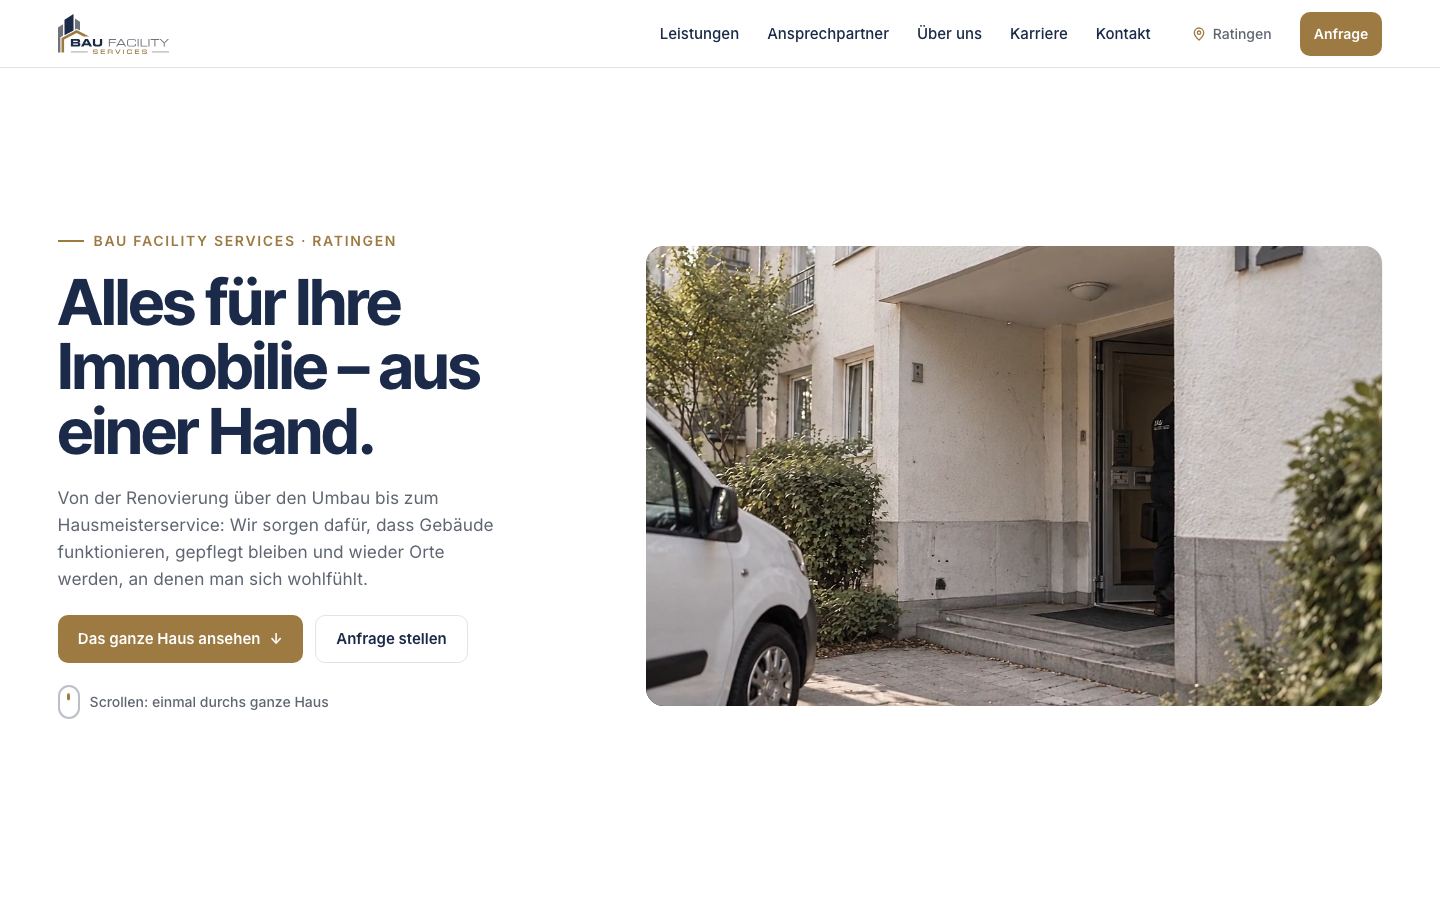 BAU FACILITY
SERVICES
Leistungen Ansprechpartner Über uns Karriere Kontakt Ratingen Anfrage
BAU FACILITY SERVICES · RATINGEN
Alles für Ihre
Immobilie – aus
einer Hand.
Von der Renovierung über den Umbau bis zum
Hausmeisterservice: Wir sorgen dafür, dass Gebäude
funktionieren, gepflegt bleiben und wieder Orte
werden, an denen man sich wohlfühlt.
Das ganze Haus ansehen ↓ Anfrage stellen
Scrollen: einmal durchs ganze Haus